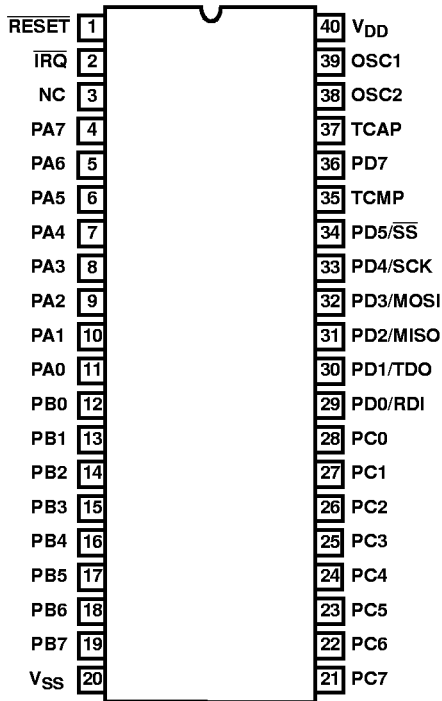 RESET 1 40 VDD
IRQ 2 39 OSC1
NC 3 38 OSC2
PA7 4 37 TCAP
PA6 5 36 PD7
PA5 6 35 TCMP
PA4 7 34 PD5/SS
PA3 8 33 PD4/SCK
PA2 9 32 PD3/MOSI
PA1 10 31 PD2/MISO
PA0 11 30 PD1/TDO
PB0 12 29 PD0/RDI
PB1 13 28 PC0
PB2 14 27 PC1
PB3 15 26 PC2
PB4 16 25 PC3
PB5 17 24 PC4
PB6 18 23 PC5
PB7 19 22 PC6
VSS 20 21 PC7